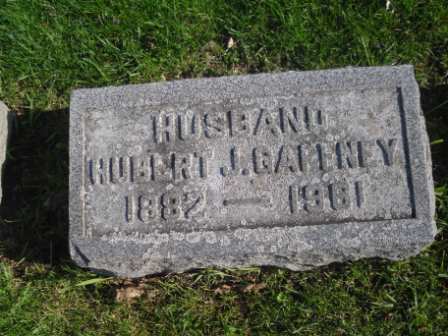 HUSBAND
HUBERT J. GAFFNEY
1882 — 1961